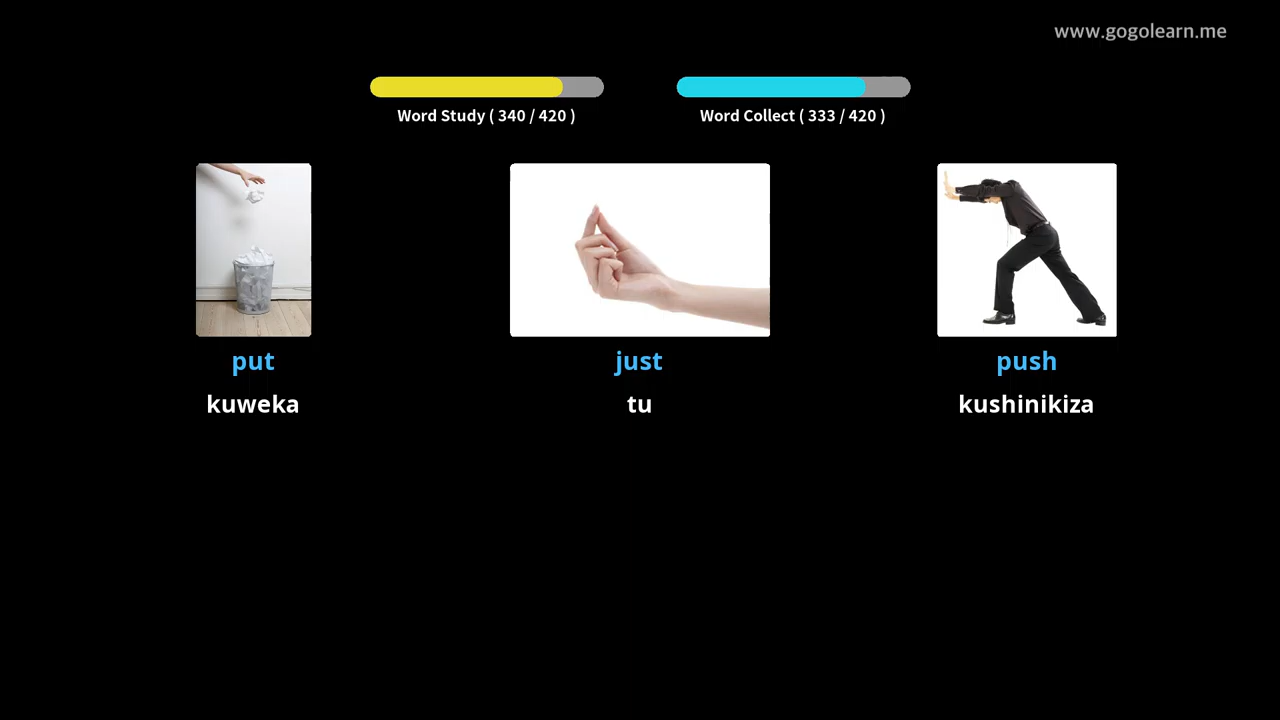 www.gogolearn.me
Word Study ( 340 / 420 )
Word Collect ( 333 / 420 )
put
just
push
kuweka
tu
kushinikiza